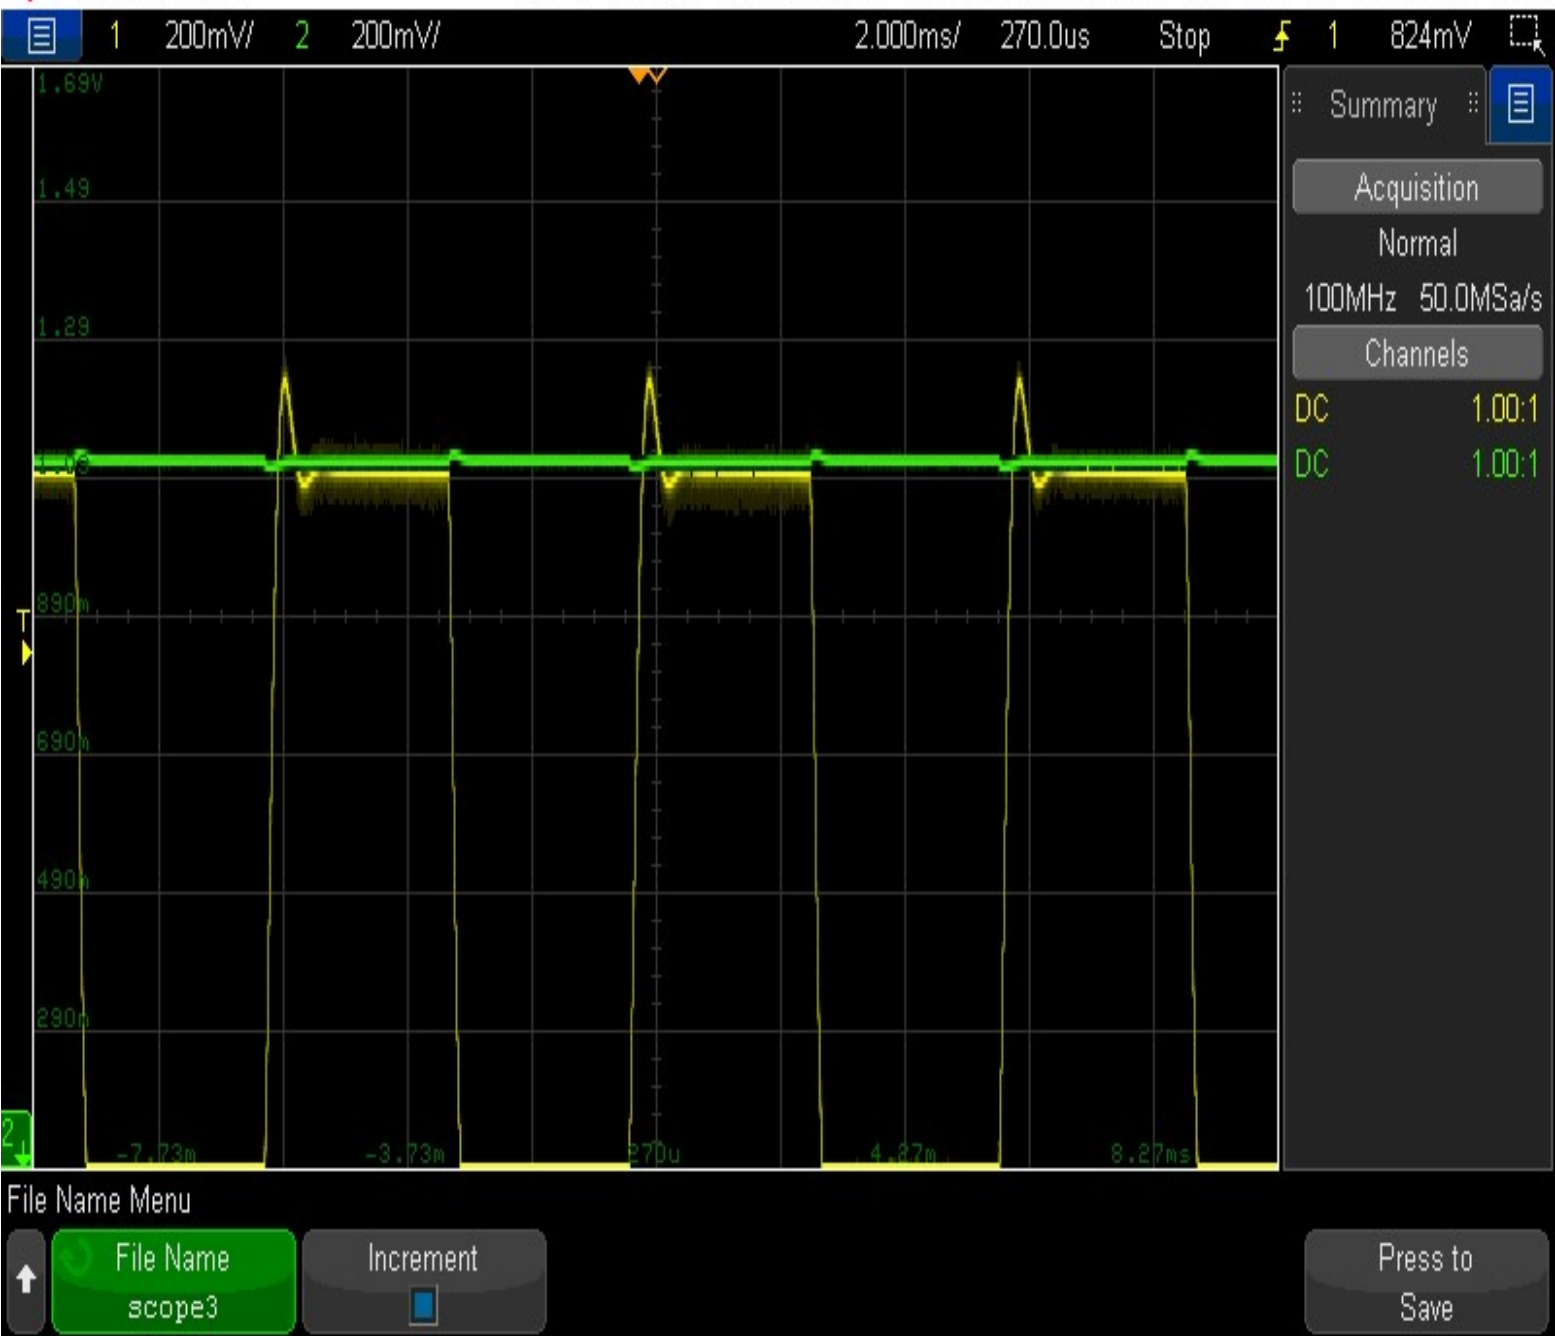 1 200mV/ 2 200mV/ 2.000ms/ 270.0us Stop 1 824mV
1.69V
Summary
Acquisition
1.49
Normal
100MHz 50.0MSa/s
1.29
Channels
DC 1.00:1
DC 1.00:1
T
890m
690m
490m
290m
2
-7.73m -3.73m 270u 4.27m 8.27ms
File Name Menu
File Name
scope3
Increment
Press to
Save